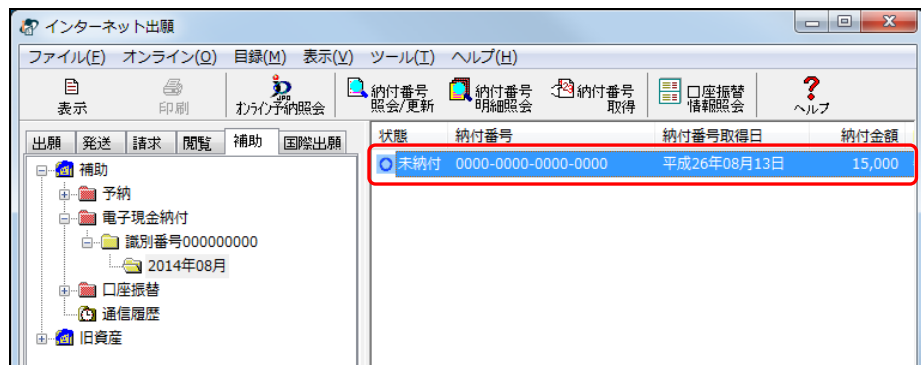 インターネット出願
ファイル(F) オンライン(O) 目録(M) 表示(V) ツール(T) ヘルプ(H)
表示
印刷
JPO
オンライン予納照会
納付番号
照会/更新
納付番号
明細照会
納付番号
取得
口座振替
情報照会
ヘルプ
出願 発送 請求 閲覧 補助 国際出願
補助
予納
電子現金納付
識別番号000000000
2014年08月
口座振替
通信履歴
旧資産
状態 納付番号 納付番号取得日 納付金額
未納付 0000-0000-0000-0000 平成26年08月13日 15,000